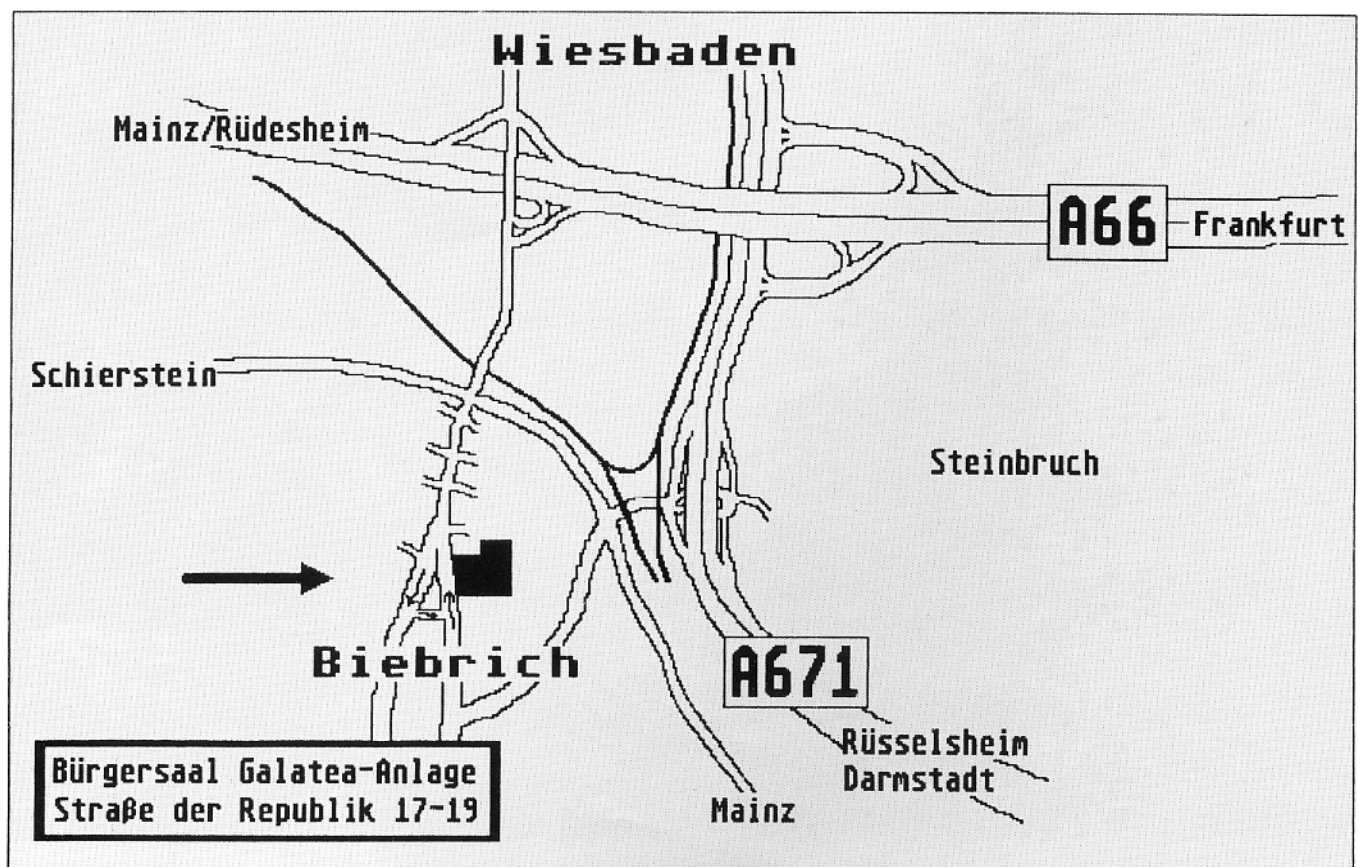 Wiesbaden
Mainz/Rüdesheim
A66
Frankfurt
Schierstein
Steinbruch
Biebrich
A671
Rüsselsheim
Darmstadt
Bürgersaal Galatea-Anlage
Straße der Republik 17-19
Mainz